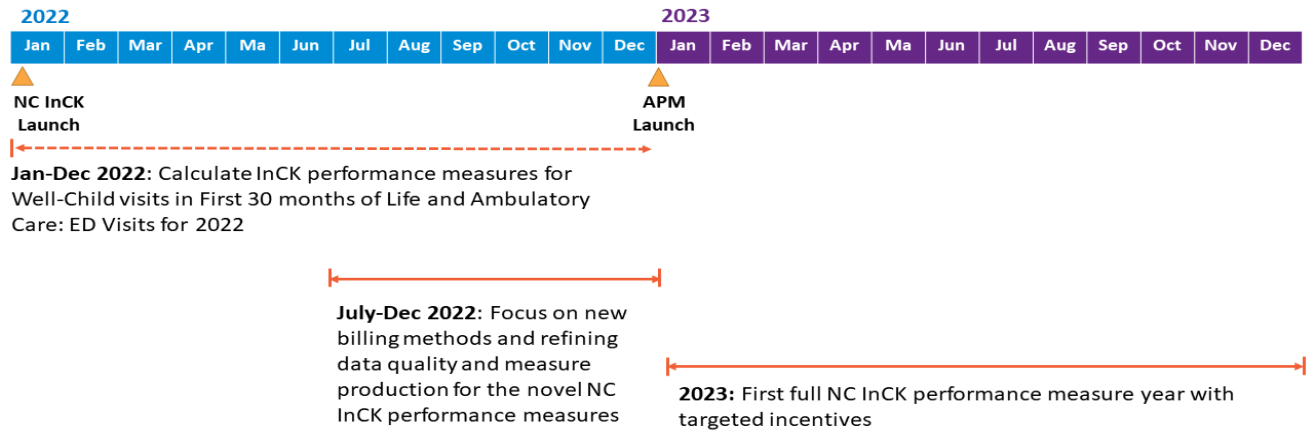 2022 2023
Jan Feb Mar Apr Ma Jun Jul Aug Sep Oct Nov Dec Jan Feb Mar Apr Ma Jun Jul Aug Sep Oct Nov Dec
NC InCK
Launch
APM
Launch
Jan-Dec 2022: Calculate InCK performance measures for
Well-Child visits in First 30 months of Life and Ambulatory
Care: ED Visits for 2022
July-Dec 2022: Focus on new
billing methods and refining
data quality and measure
production for the novel NC
InCK performance measures
2023: First full NC InCK performance measure year with
targeted incentives